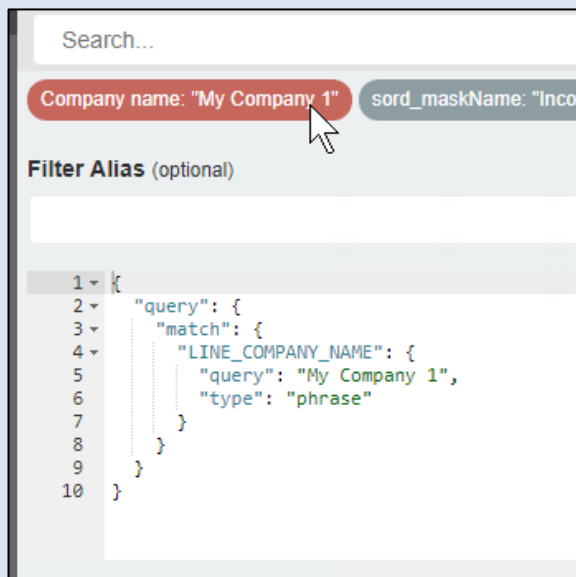 Search...
Company name: "My Company 1" sord_maskName: "Inco
Filter Alias (optional)
1 {
2 "query": {
3 "match": {
4 "LINE_COMPANY_NAME": {
5 "query": "My Company 1",
6 "type": "phrase"
7 }
8 }
9 }
10 }